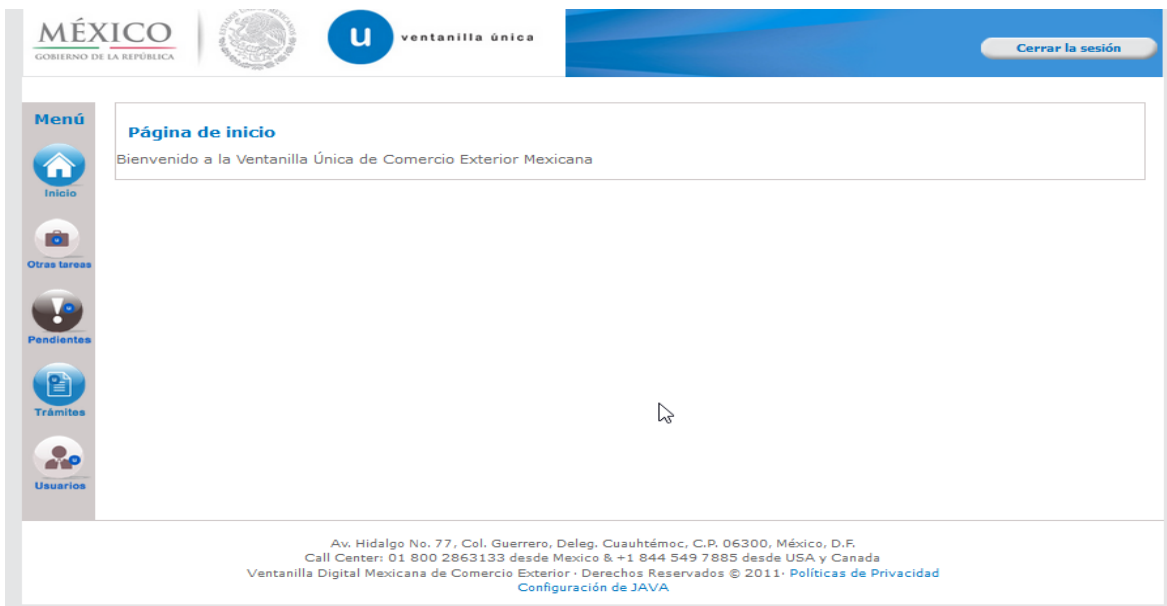 MÉXICO
GOBIERNO DE LA REPÚBLICA
u
ventanilla única
Cerrar la sesión
Menú
Inicio
Otras tareas
Pendientes
Trámites
Usuarios
Página de inicio
Bienvenido a la Ventanilla Única de Comercio Exterior Mexicana
Av. Hidalgo No. 77, Col. Guerrero, Deleg. Cuauhtémoc, C.P. 06300, México, D.F.
Call Center: 01 800 2863133 desde Mexico & +1 844 549 7885 desde USA y Canada
Ventanilla Digital Mexicana de Comercio Exterior · Derechos Reservados © 2011· Políticas de Privacidad
Configuración de JAVA